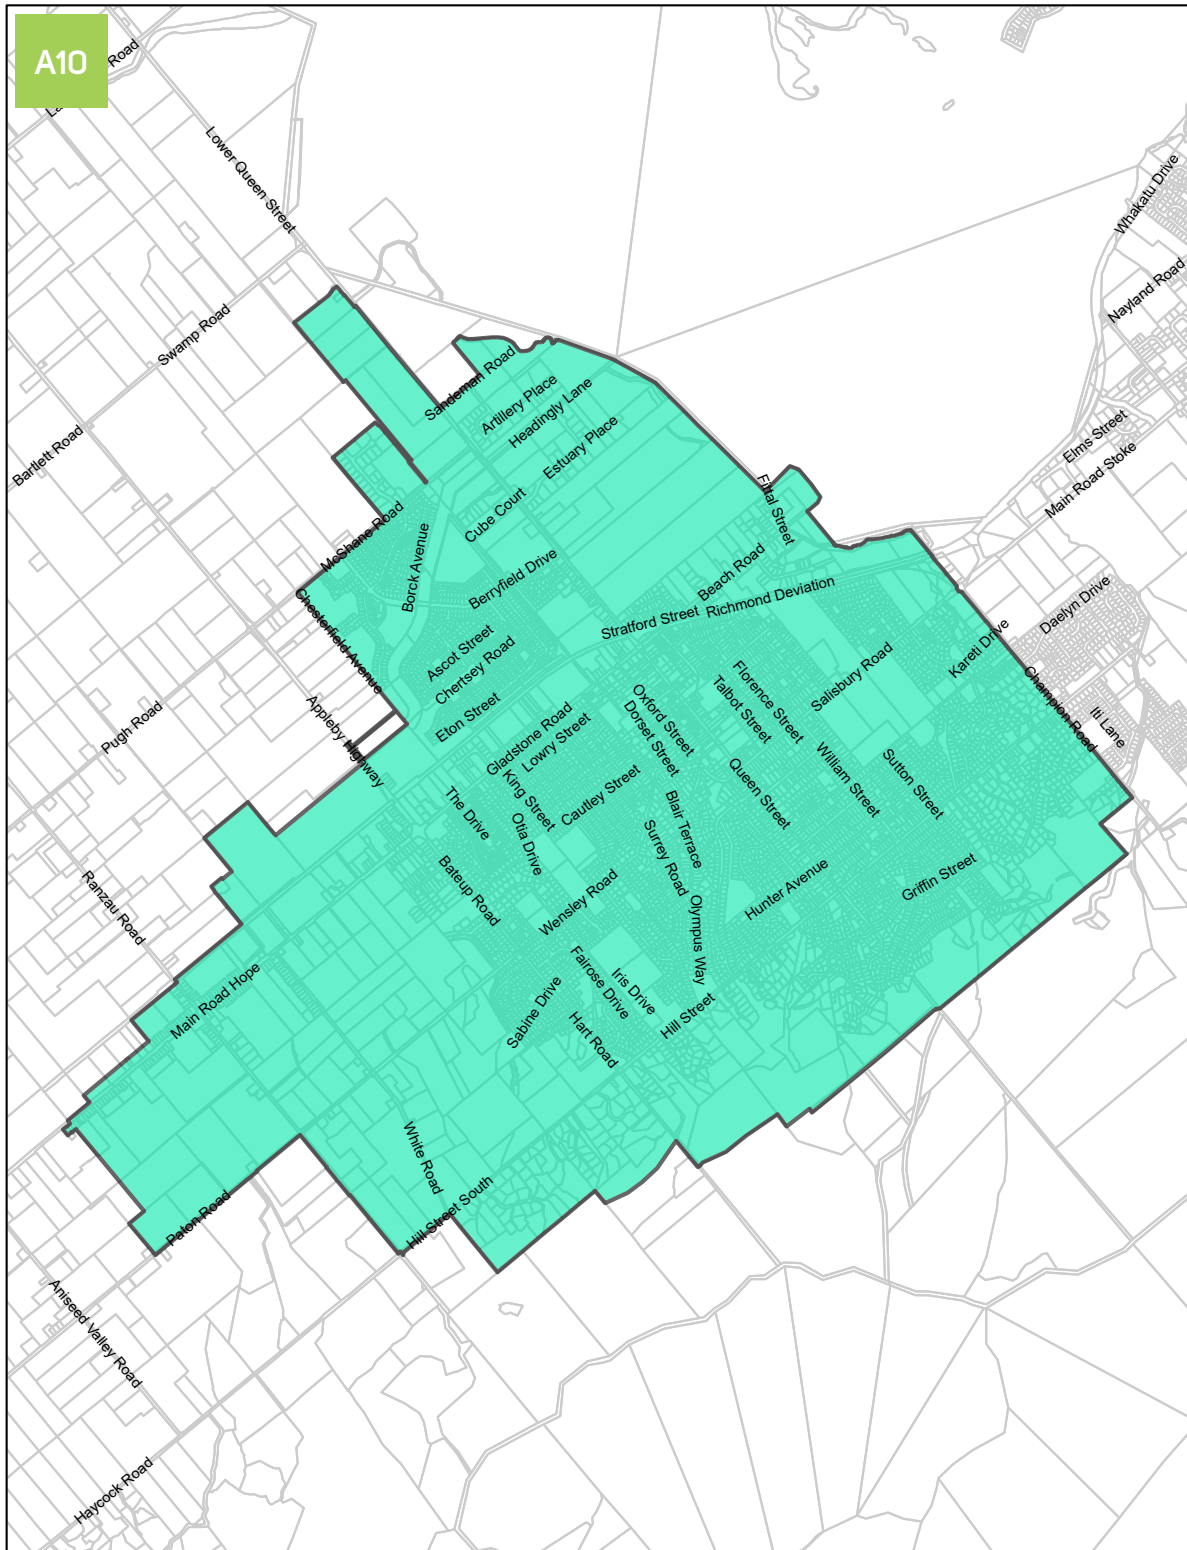 A10
Road
Lower Queen Street
Whakatu Drive
Nayland Road
Swamp Road
Sandeman Road
Artillery Place
Headingly Lane
Estuary Place
Bartlett Road
Elms Street
Main Road Stoke
Cube Court
McShane Road
Borck Avenue
Berryfield Drive
Beach Road
Richmond Deviation
Stratford Street
Daelyn Drive
Kareti Drive
Chesterfield Avenue
Ascot Street
Chertsey Road
Eton Street
Salisbury Road
Florence Street
Talbot Street
Oxford Street
Dorset Street
Champion Road
Iti Lane
Pugh Road
Appleby Highway
Gladstone Road
Lowry Street
King Street
Cautley Street
Queen Street
William Street
Sutton Street
The Drive
Otia Drive
Blair Terrace
Surrey Road
Bateup Road
Wensley Road
Hunter Avenue
Griffin Street
Ranzau Road
Olympus Way
Main Road Hope
Fairose Drive
Iris Drive
Sabine Drive
Hart Road
Hill Street
White Road
Hill Street South
Paton Road
Aniseed Valley Road
Haycock Road